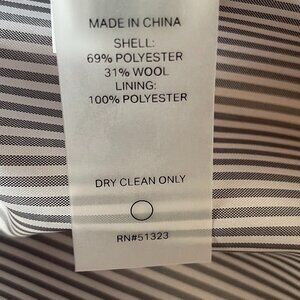 MADE IN CHINA
SHELL:
69% POLYESTER
31% WOOL
LINING:
100% POLYESTER
DRY CLEAN ONLY
RN#51323